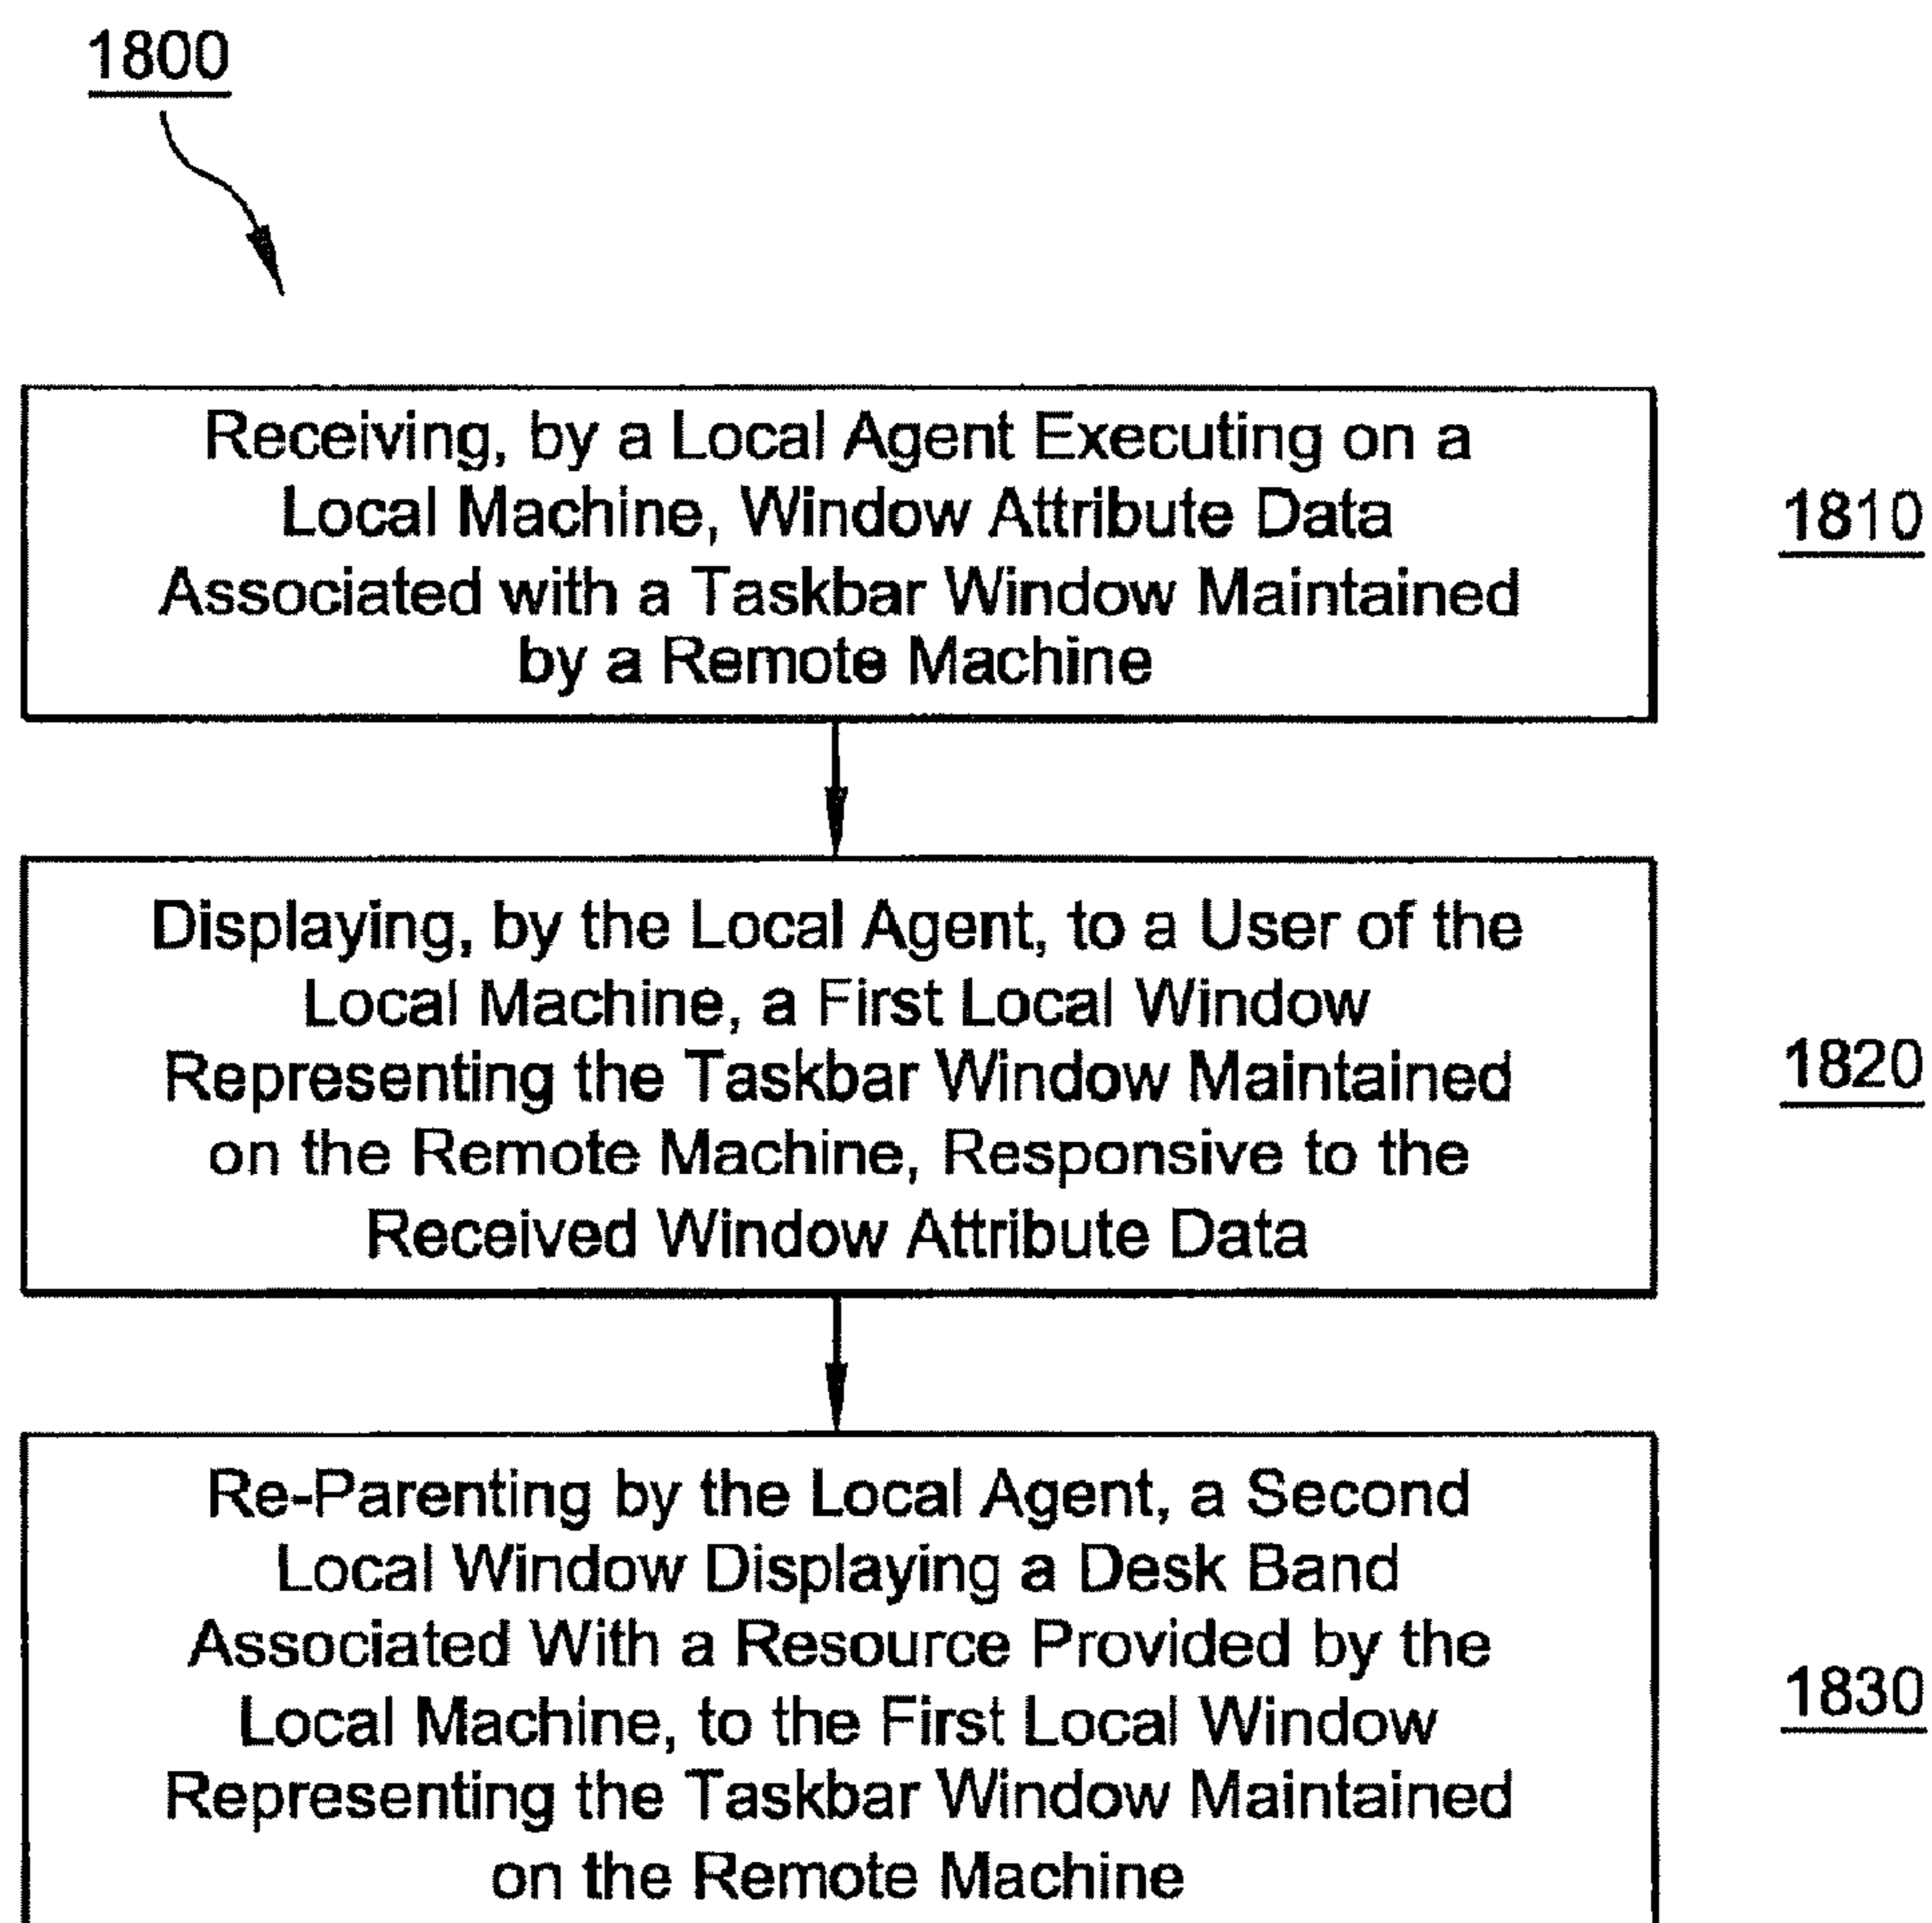 1800
Receiving, by a Local Agent Executing on a
Local Machine, Window Attribute Data
Associated with a Taskbar Window Maintained
by a Remote Machine
1810
Displaying, by the Local Agent, to a User of the
Local Machine, a First Local Window
Representing the Taskbar Window Maintained
on the Remote Machine, Responsive to the
Received Window Attribute Data
1820
Re-Parenting by the Local Agent, a Second
Local Window Displaying a Desk Band
Associated With a Resource Provided by the
Local Machine, to the First Local Window
Representing the Taskbar Window Maintained
on the Remote Machine
1830